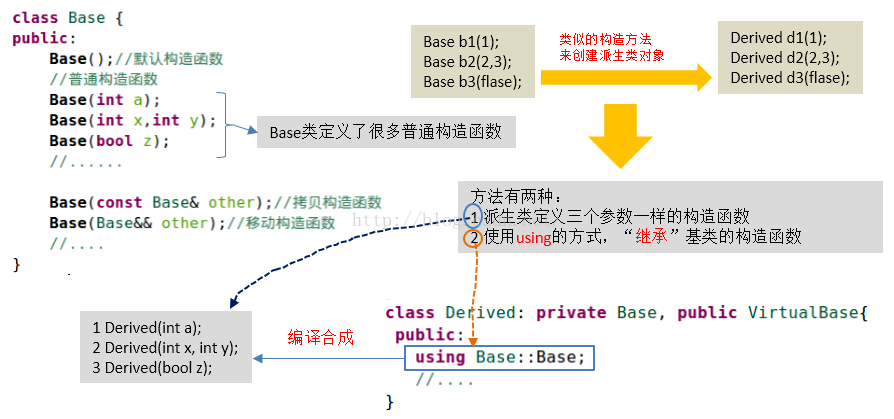 class Base {
public:
Base();//默认构造函数
//普通构造函数
Base(int a);
Base(int x,int y);
Base(bool z);
//......
Base(const Base& other);//拷贝构造函数
Base(Base&& other);//移动构造函数
//....
}
Base类定义了很多普通构造函数
Base b1(1);
Base b2(2,3);
Base b3(flase);
类似的构造方法
来创建派生类对象
Derived d1(1);
Derived d2(2,3);
Derived d3(flase);
方法有两种:
1 派生类定义三个参数一样的构造函数
2 使用using的方式，“继承”基类的构造函数
http://blog
1 Derived(int a);
2 Derived(int x, int y);
3 Derived(bool z);
编译合成
class Derived: private Base, public VirtualBase{
public:
using Base::Base;
//....
}